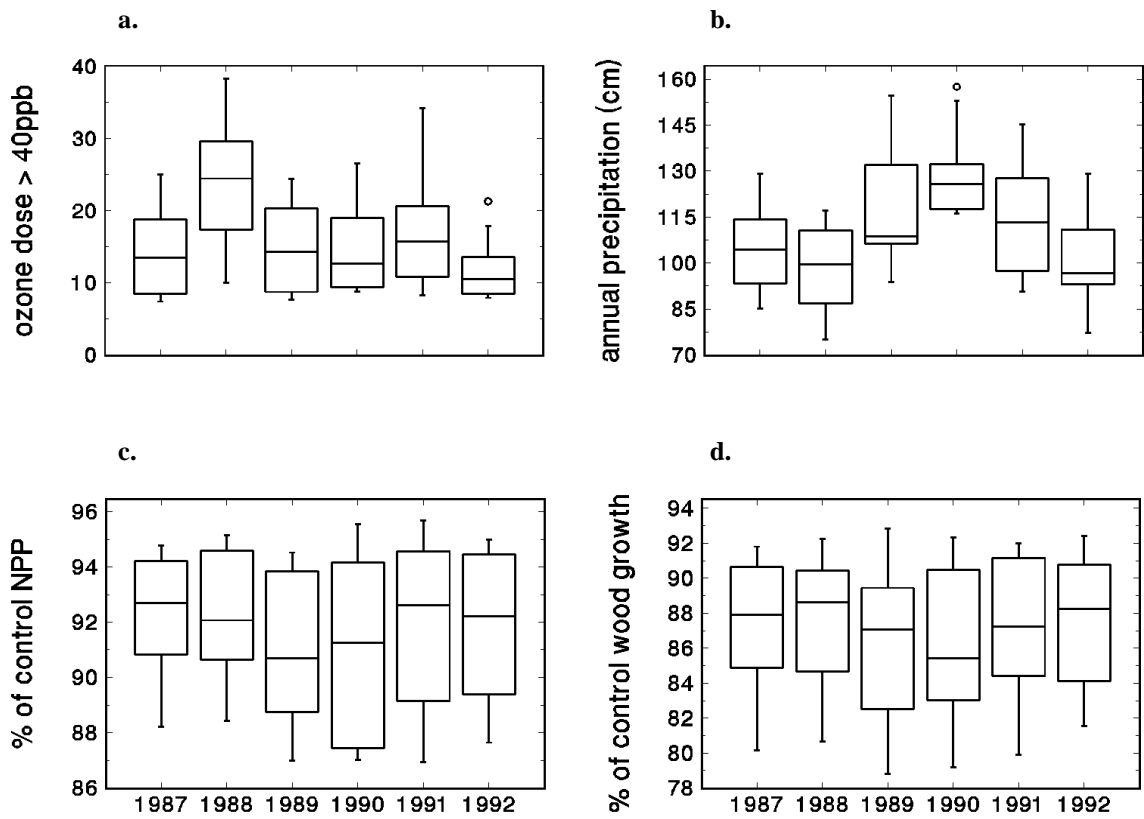 a.
ozone dose > 40ppb
40
30
20
10
0
b.
annual precipitation (cm)
160
145
130
115
100
85
70
c.
% of control NPP
96
94
92
90
88
86
1987 1988 1989 1990 1991 1992
d.
% of control wood growth
94
92
90
88
86
84
82
80
78
1987 1988 1989 1990 1991 1992